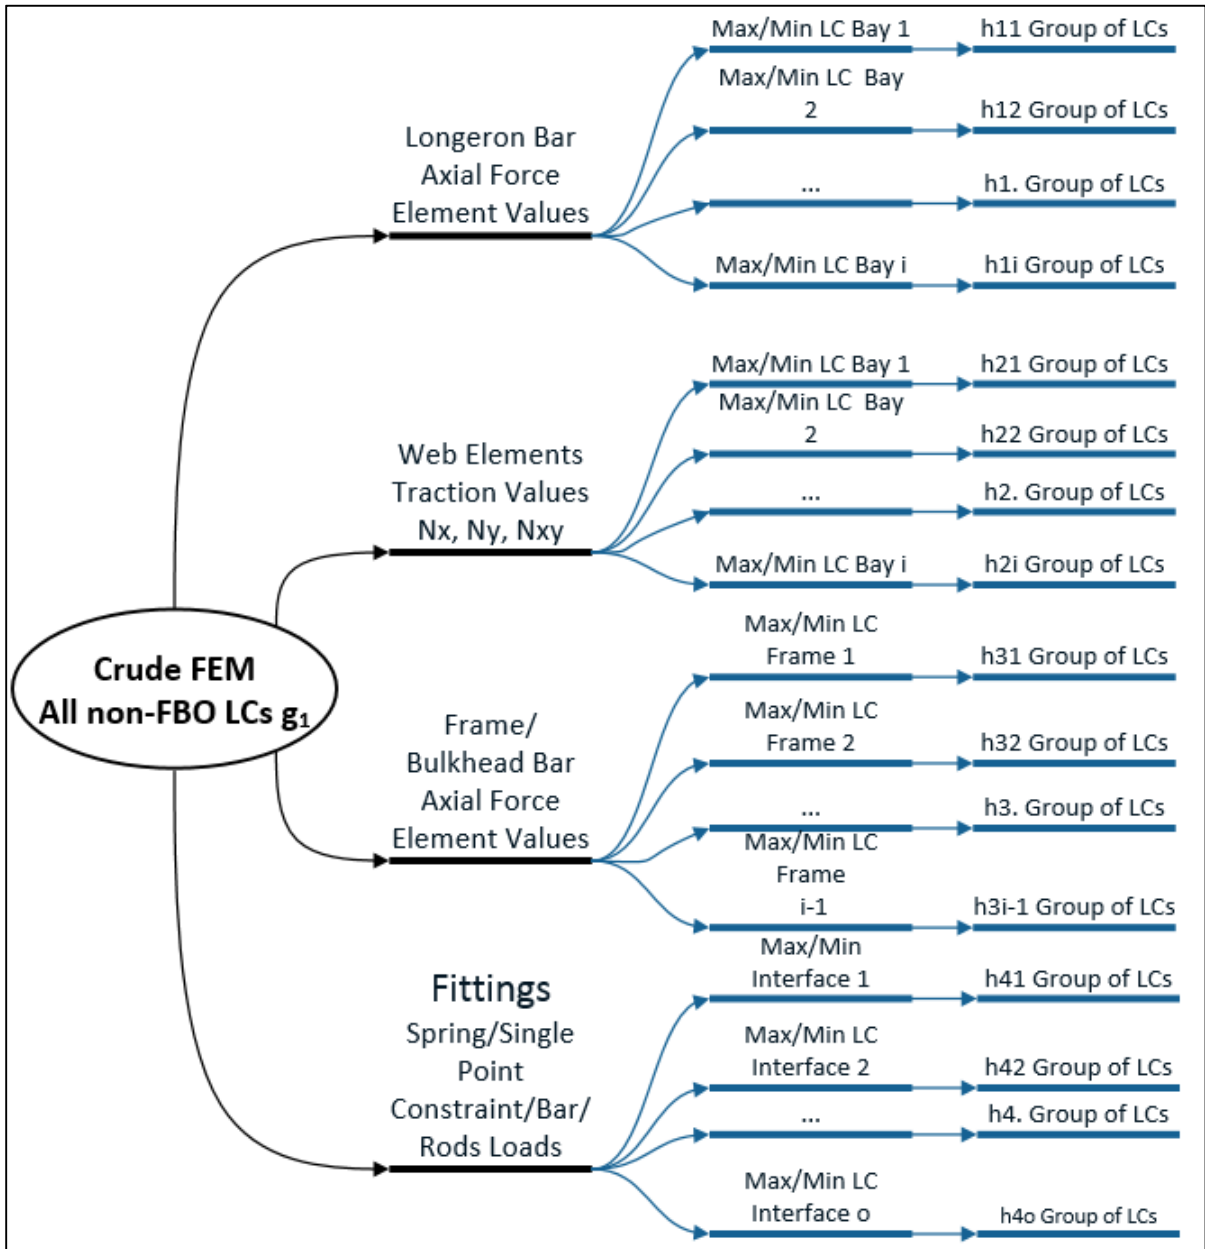 Max/Min LC Bay 1
h11 Group of LCs
Max/Min LC Bay
2
h12 Group of LCs
Longeron Bar
Axial Force
Element Values
...
h1. Group of LCs
Max/Min LC Bay i
h1i Group of LCs
Max/Min LC Bay 1
h21 Group of LCs
Max/Min LC Bay
2
h22 Group of LCs
Web Elements
Traction Values
Nx, Ny, Nxy
...
h2. Group of LCs
Max/Min LC Bay i
h2i Group of LCs
Crude FEM
All non-FBO LCs g₁
Max/Min LC
Frame 1
h31 Group of LCs
Max/Min LC
Frame 2
h32 Group of LCs
Frame/
Bulkhead Bar
Axial Force
Element Values
...
h3. Group of LCs
Max/Min LC
Frame
i-1
h3i-1 Group of LCs
Fittings
Spring/Single
Point
Constraint/Bar/
Rods Loads
Max/Min
Interface 1
h41 Group of LCs
Max/Min LC
Interface 2
h42 Group of LCs
...
h4. Group of LCs
Max/Min LC
Interface o
h4o Group of LCs